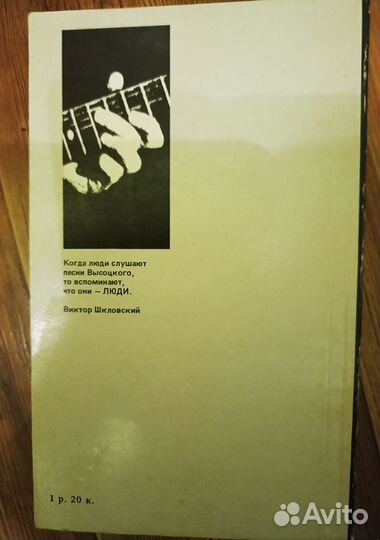 Когда люди слушают
песни Высоцкого,
то вспоминают,
что они — ЛЮДИ.
Виктор Шкловский
1 р. 20 к.
Avito